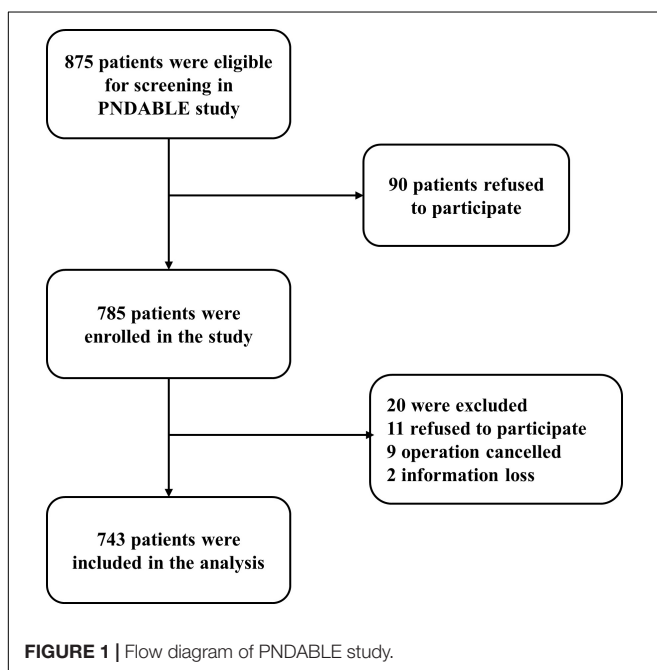 875 patients were eligible
for screening in
PNDABLE study
90 patients refused
to participate
785 patients were
enrolled in the study
20 were excluded
11 refused to participate
9 operation cancelled
2 information loss
743 patients were
included in the analysis
FIGURE 1 | Flow diagram of PNDABLE study.